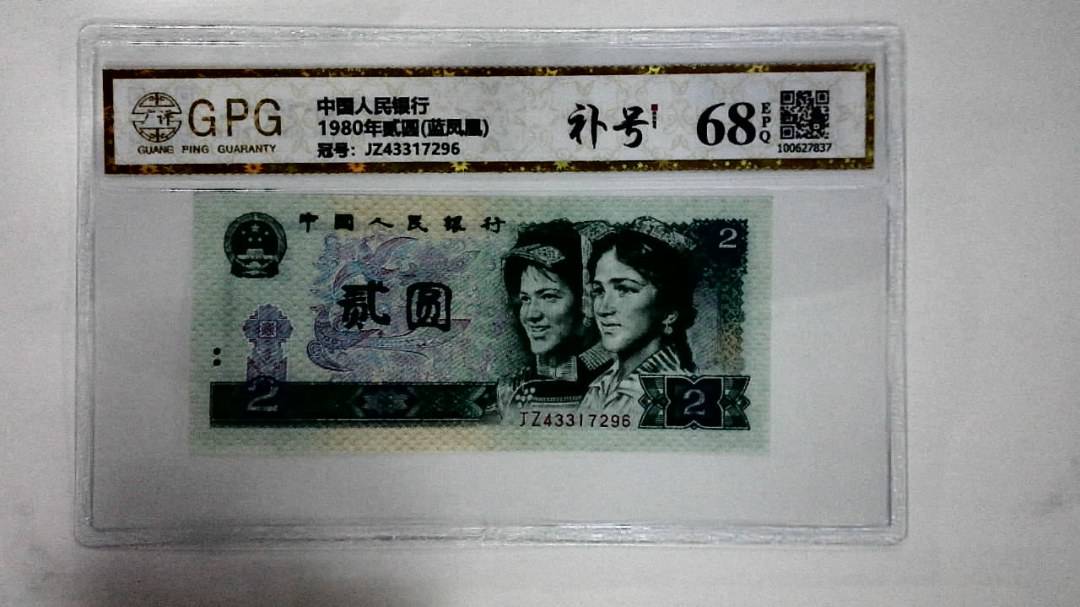 广评
GPG
GUANG PING GUARANTY
中国人民银行
1980年贰圆(蓝凤凰)
冠号：JZ43317296
补号
68
EPQ
100627837
中国人民银行
2
贰圆
2
2
JZ43317296